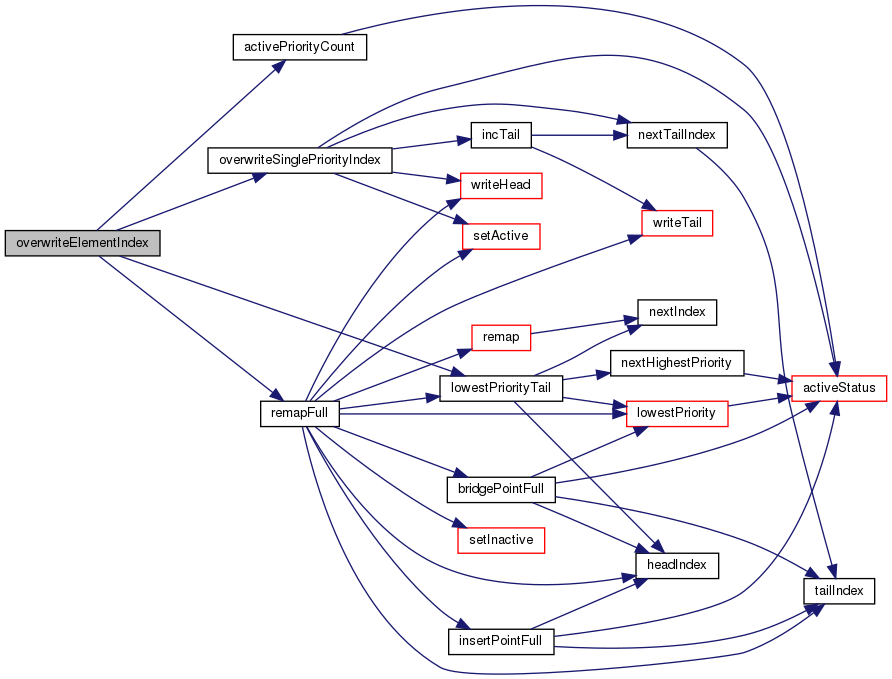 activePriorityCount
overwriteSinglePriorityIndex
incTail
nextTailIndex
writeHead
writeTail
setActive
overwriteElementIndex
nextIndex
remap
nextHighestPriority
lowestPriorityTail
activeStatus
remapFull
lowestPriority
bridgePointFull
setInactive
headIndex
tailIndex
insertPointFull